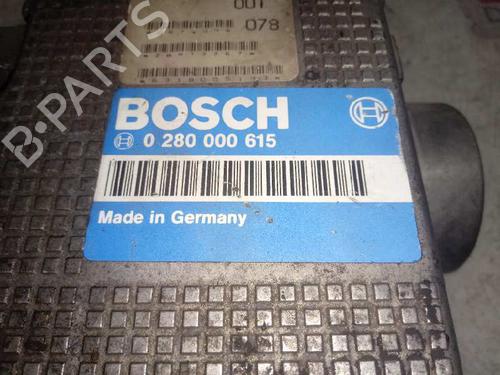 001
078
BOSCH
0 280 000 615
Made in Germany
B-PARTS